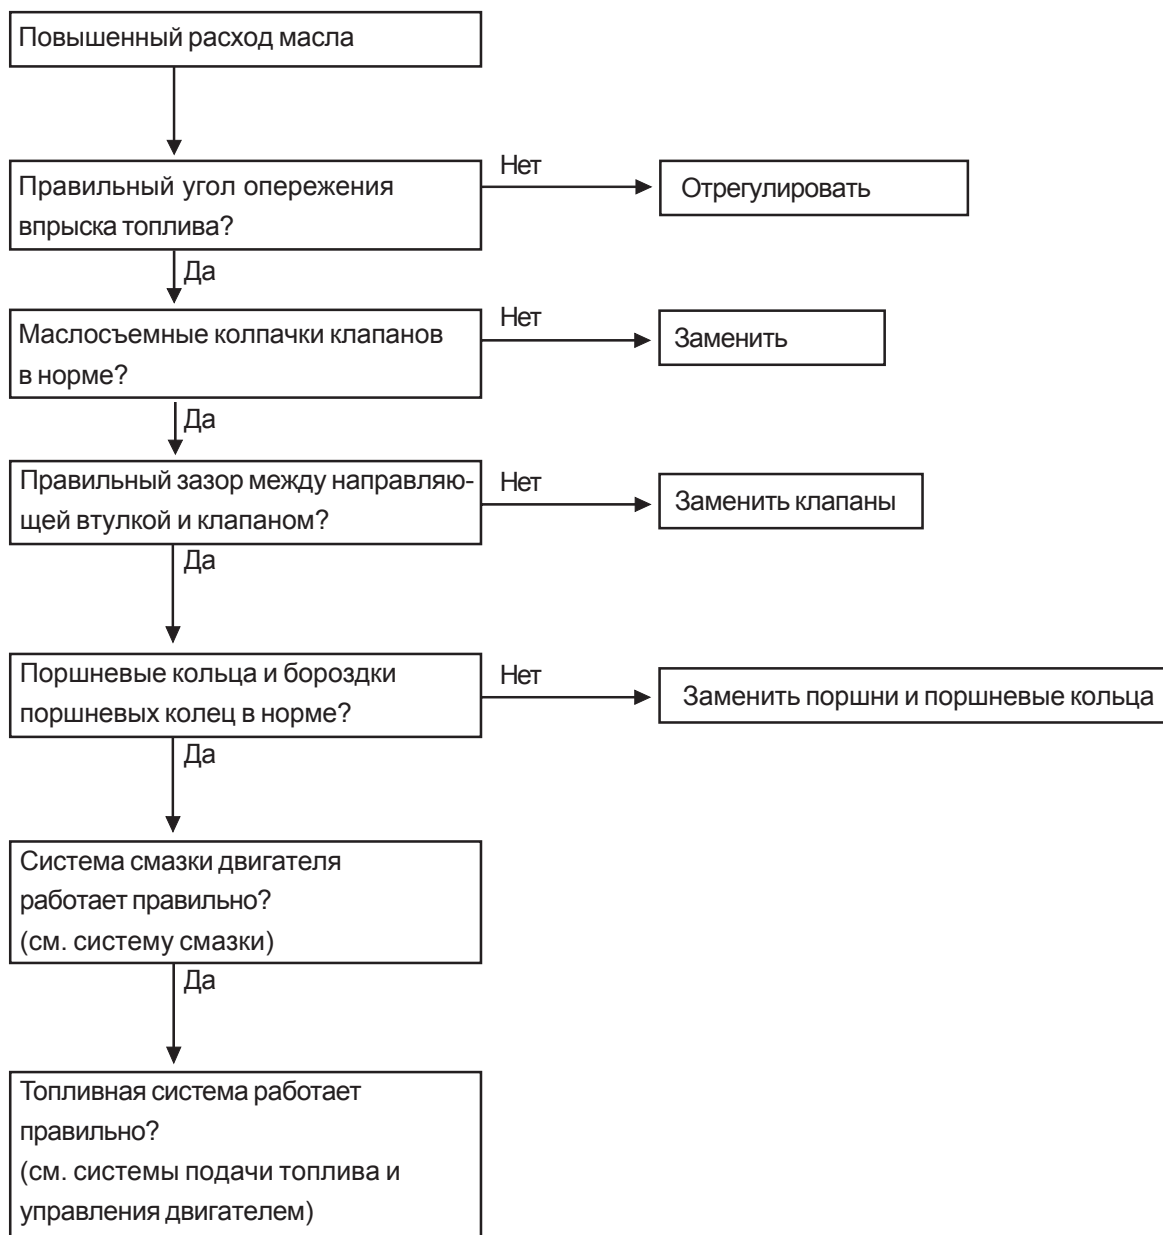 Повышенный расход масла
Правильный угол опережения
впрыска топлива?
Нет
Отрегулировать
Да
Маслосъемные колпачки клапанов
в норме?
Нет
Заменить
Да
Правильный зазор между направляю-
щей втулкой и клапаном?
Нет
Заменить клапаны
Да
Поршневые кольца и бороздки
поршневых колец в норме?
Нет
Заменить поршни и поршневые кольца
Да
Система смазки двигателя
работает правильно?
(см. систему смазки)
Да
Топливная система работает
правильно?
(см. системы подачи топлива и
управления двигателем)